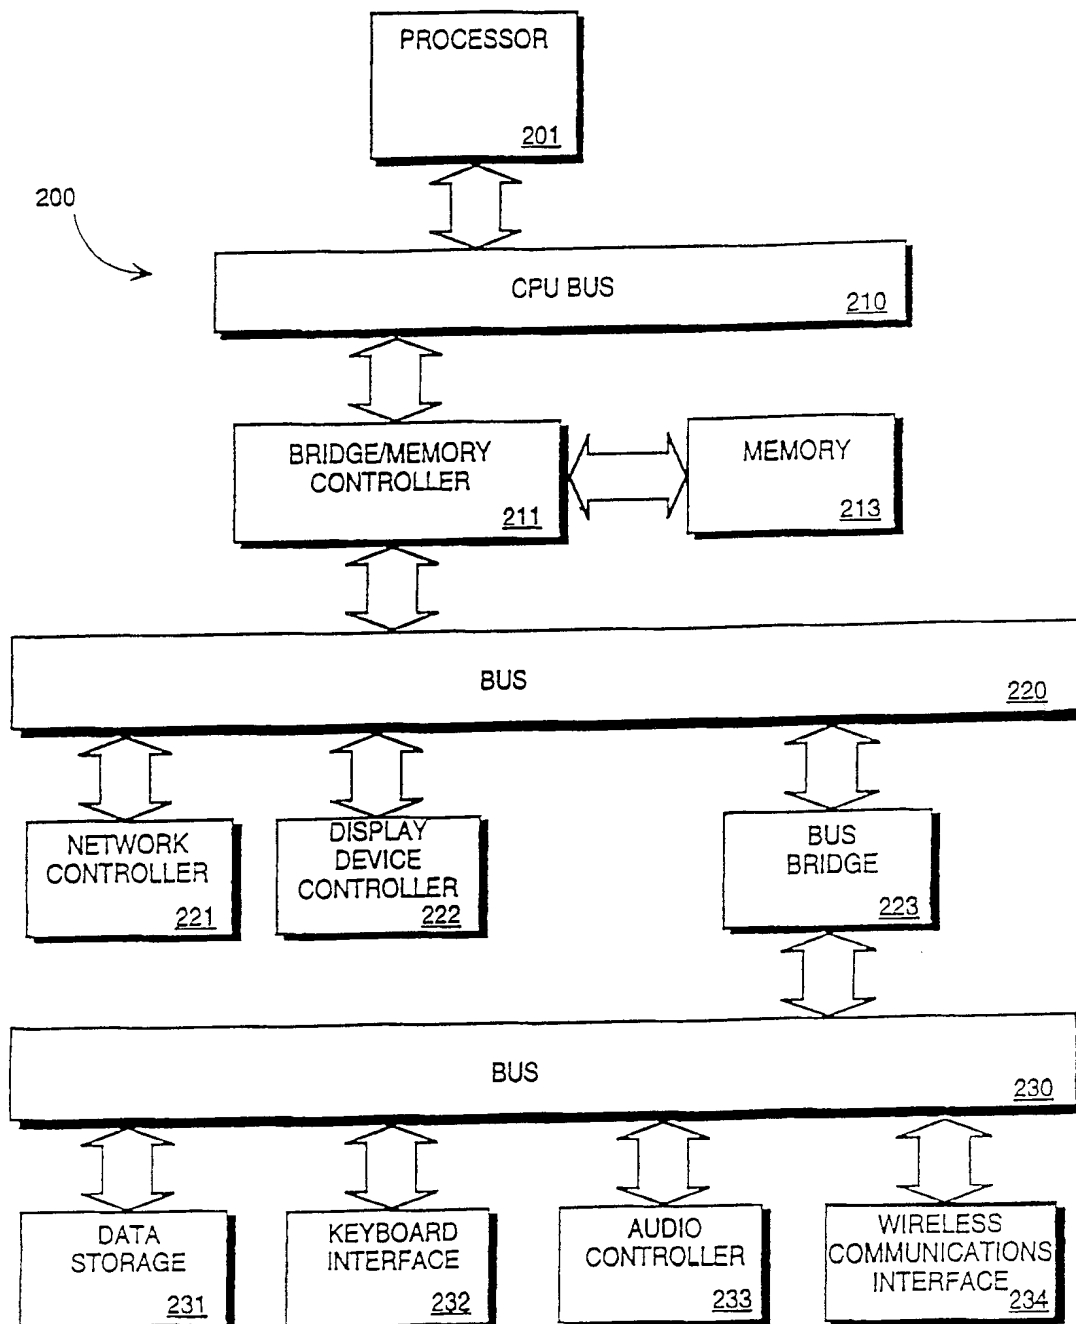 PROCESSOR
201
200
CPU BUS
210
BRIDGE/MEMORY
CONTROLLER
211
MEMORY
213
BUS
220
NETWORK
CONTROLLER
221
DISPLAY
DEVICE
CONTROLLER
222
BUS
BRIDGE
223
BUS
230
DATA
STORAGE
231
KEYBOARD
INTERFACE
232
AUDIO
CONTROLLER
233
WIRELESS
COMMUNICATIONS
INTERFACE
234